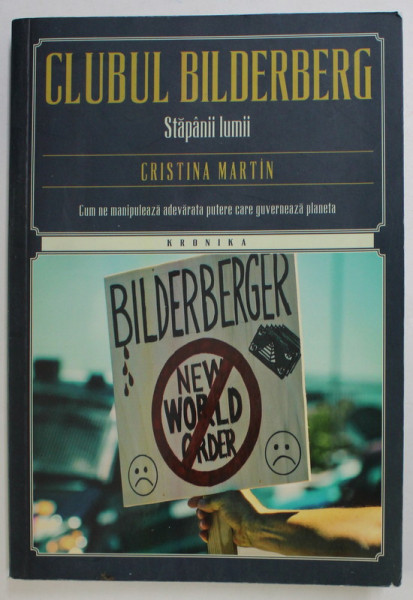 CLUBUL BILDERBERG
Stăpânii lumii
CRISTINA MARTÍN
Cum ne manipulează adevărata putere care guvernează planeta
KRONIKA
BILDERBERGER
NEW
WORLD
ORDER